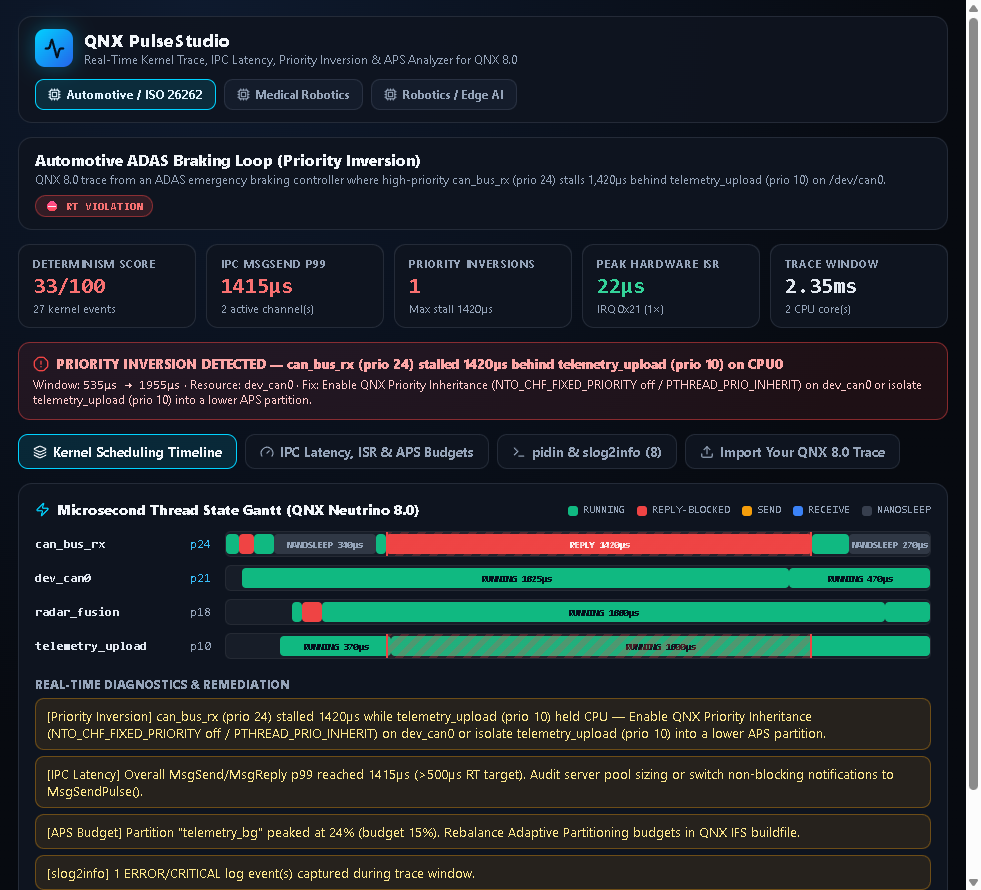 QNX PulseStudio
Real-Time Kernel Trace, IPC Latency, Priority Inversion & APS Analyzer for QNX 8.0
Automotive / ISO 26262
Medical Robotics
Robotics / Edge AI
Automotive ADAS Braking Loop (Priority Inversion)
QNX 8.0 trace from an ADAS emergency braking controller where high-priority can_bus_rx (prio 24) stalls 1,420µs behind telemetry_upload (prio 10) on /dev/can0.
RT VIOLATION
DETERMINISM SCORE
33/100
27 kernel events
IPC MSGSEND P99
1415µs
2 active channel(s)
PRIORITY INVERSIONS
1
Max stall 1420µs
PEAK HARDWARE ISR
22µs
IRQ 0x21 (1×)
TRACE WINDOW
2.35ms
2 CPU core(s)
PRIORITY INVERSION DETECTED — can_bus_rx (prio 24) stalled 1420µs behind telemetry_upload (prio 10) on CPU0
Window: 535µs → 1955µs · Resource: dev_can0 · Fix: Enable QNX Priority Inheritance (NTO_CHF_FIXED_PRIORITY off / PTHREAD_PRIO_INHERIT) on dev_can0 or isolate
telemetry_upload (prio 10) into a lower APS partition.
Kernel Scheduling Timeline
IPC Latency, ISR & APS Budgets
pidin & slog2info (8)
Import Your QNX 8.0 Trace
Microsecond Thread State Gantt (QNX Neutrino 8.0)
RUNNING
REPLY-BLOCKED
SEND
RECEIVE
NANOSLEEP
can_bus_rx p24 NANOSLEEP 340µs REPLY 1420µs NANOSLEEP 270µs
dev_can0 p21 RUNNING 1825µs RUNNING 470µs
radar_fusion p18 RUNNING 1880µs
telemetry_upload p10 RUNNING 370µs RUNNING 1800µs
REAL-TIME DIAGNOSTICS & REMEDIATION
[Priority Inversion] can_bus_rx (prio 24) stalled 1420µs while telemetry_upload (prio 10) held CPU — Enable QNX Priority Inheritance
(NTO_CHF_FIXED_PRIORITY off / PTHREAD_PRIO_INHERIT) on dev_can0 or isolate telemetry_upload (prio 10) into a lower APS partition.
[IPC Latency] Overall MsgSend/MsgReply p99 reached 1415µs (>500µs RT target). Audit server pool sizing or switch non-blocking notifications to
MsgSendPulse().
[APS Budget] Partition "telemetry_bg" peaked at 24% (budget 15%). Rebalance Adaptive Partitioning budgets in QNX IFS buildfile.
[slog2info] 1 ERROR/CRITICAL log event(s) captured during trace window.